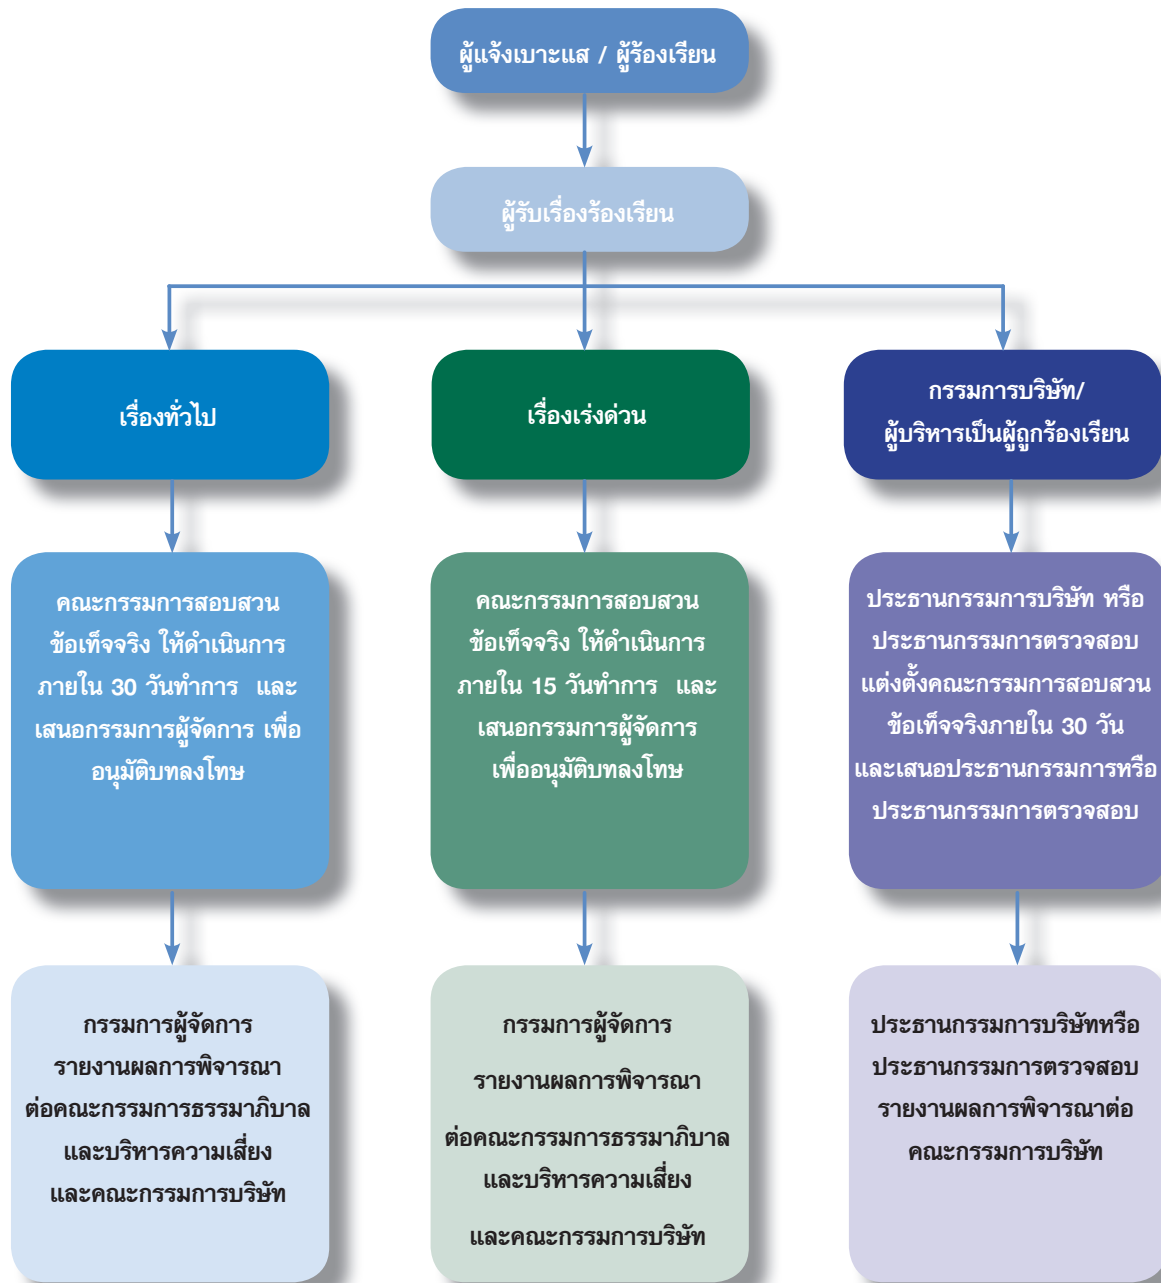 ผู้แจ้งเบาะแส / ผู้ร้องเรียน
ผู้รับเรื่องร้องเรียน
เรื่องทั่วไป
เรื่องเร่งด่วน
กรรมการบริษัท/
ผู้บริหารเป็นผู้ถูกร้องเรียน
คณะกรรมการสอบสวน
ข้อเท็จจริง ให้ดำเนินการ
ภายใน 30 วันทำการ และ
เสนอกรรมการผู้จัดการ เพื่อ
อนุมัติบทลงโทษ
คณะกรรมการสอบสวน
ข้อเท็จจริง ให้ดำเนินการ
ภายใน 15 วันทำการ และ
เสนอกรรมการผู้จัดการ
เพื่ออนุมัติบทลงโทษ
ประธานกรรมการบริษัท หรือ
ประธานกรรมการตรวจสอบ
แต่งตั้งคณะกรรมการสอบสวน
ข้อเท็จจริงภายใน 30 วัน
และเสนอประธานกรรมการหรือ
ประธานกรรมการตรวจสอบ
กรรมการผู้จัดการ
รายงานผลการพิจารณา
ต่อคณะกรรมการธรรมาภิบาล
และบริหารความเสี่ยง
และคณะกรรมการบริษัท
กรรมการผู้จัดการ
รายงานผลการพิจารณา
ต่อคณะกรรมการธรรมาภิบาล
และบริหารความเสี่ยง
และคณะกรรมการบริษัท
ประธานกรรมการบริษัทหรือ
ประธานกรรมการตรวจสอบ
รายงานผลการพิจารณาต่อ
คณะกรรมการบริษัท